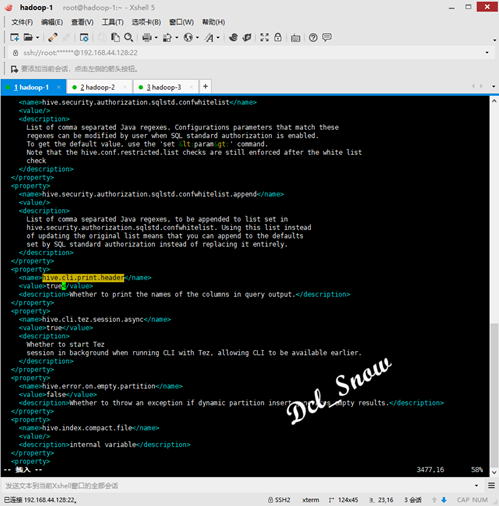 hadoop-1 root@hadoop-1:~ - Xshell 5
文件(F) 编辑(E) 查看(V) 工具(T) 选项卡(B) 窗口(W) 帮助(H)
ssh://root:******@192.168.44.128:22
要添加当前会话,点击左侧的箭头按钮。
1 hadoop-1 × 2 hadoop-2 × 3 hadoop-3 × +
<name>hive.security.authorization.sqlstd.confwhitelist</name>
<value/>
<description>
List of comma separated Java regexes. Configurations parameters that match these
regexes can be modified by user when SQL standard authorization is enabled.
To get the default value, use the 'set &lt;param&gt;' command.
Note that the hive.conf.restricted.list checks are still enforced after the white list
check
</description>
</property>
<property>
<name>hive.security.authorization.sqlstd.confwhitelist.append</name>
<value/>
<description>
List of comma separated Java regexes, to be appended to list set in
hive.security.authorization.sqlstd.confwhitelist. Using this list instead
of updating the original list means that you can append to the defaults
set by SQL standard authorization instead of replacing it entirely.
</description>
</property>
<property>
<name>hive.cli.print.header</name>
<value>true</value>
<description>Whether to print the names of the columns in query output.</description>
</property>
<property>
<name>hive.cli.tez.session.async</name>
<value>true</value>
<description>
Whether to start Tez
session in background when running CLI with Tez, allowing CLI to be available earlier.
</description>
</property>
<property>
<name>hive.error.on.empty.partition</name>
<value>false</value>
<description>Whether to throw an exception if dynamic partition insert empty results.</description>
</property>
<property>
<name>hive.index.compact.file</name>
<value/>
<description>internal variable</description>
</property>
<property>
-- 插入 -- 3477,16 58%
Dcl_Snow
发送文本到当前Xshell窗口的全部会话
已连接 192.168.44.128:22。 SSH2 xterm 124x45 23,16 3 会话 CAP NUM